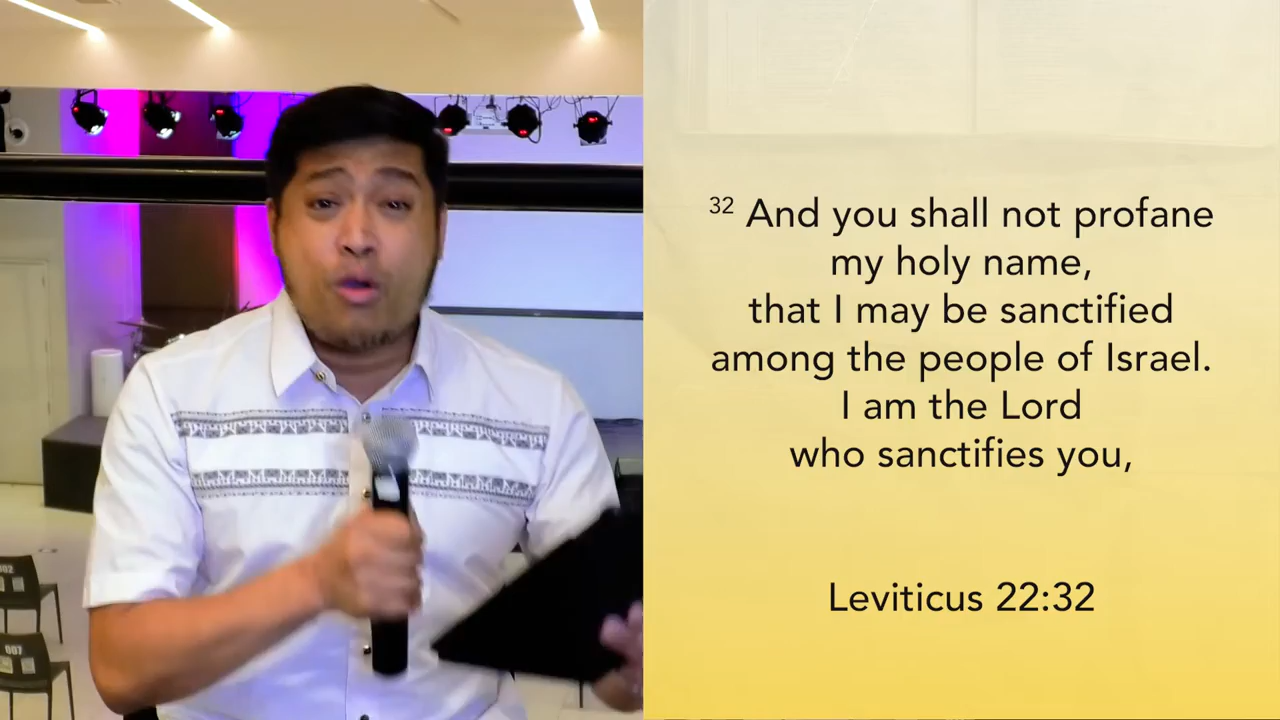 32 And you shall not profane
my holy name,
that I may be sanctified
among the people of Israel.
I am the Lord
who sanctifies you,
Leviticus 22:32
007